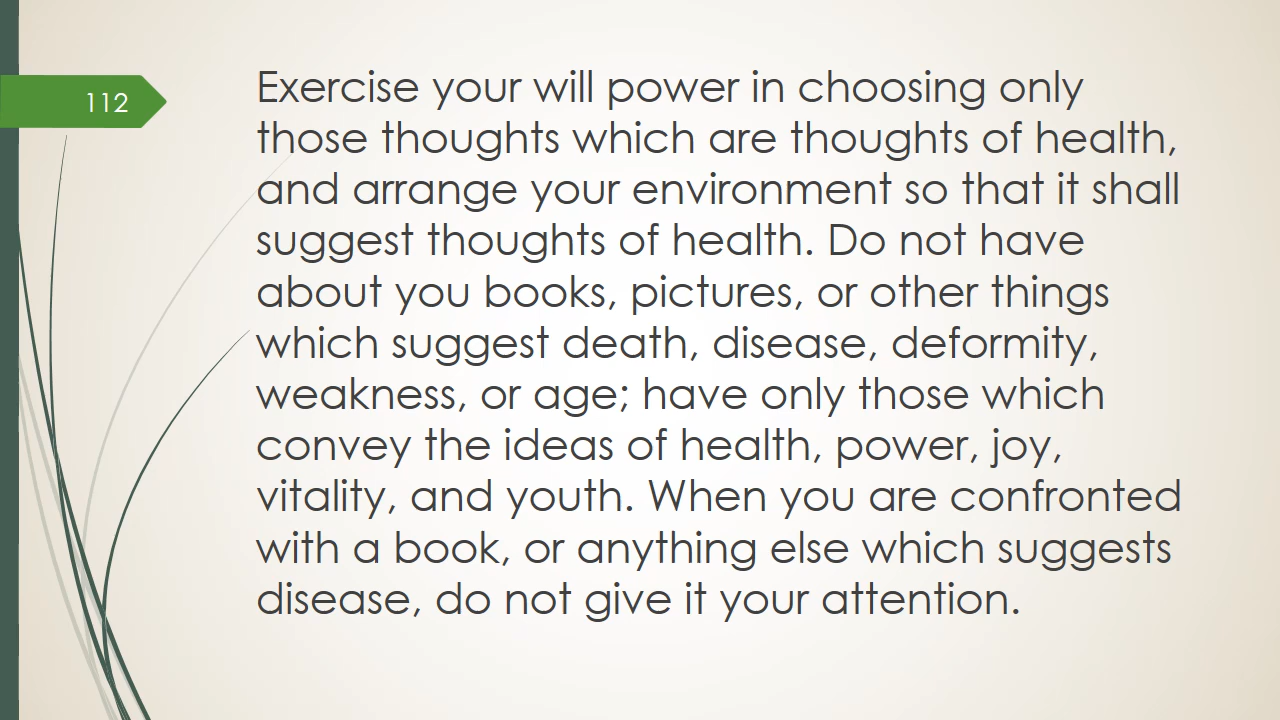 112
Exercise your will power in choosing only
those thoughts which are thoughts of health,
and arrange your environment so that it shall
suggest thoughts of health. Do not have
about you books, pictures, or other things
which suggest death, disease, deformity,
weakness, or age; have only those which
convey the ideas of health, power, joy,
vitality, and youth. When you are confronted
with a book, or anything else which suggests
disease, do not give it your attention.